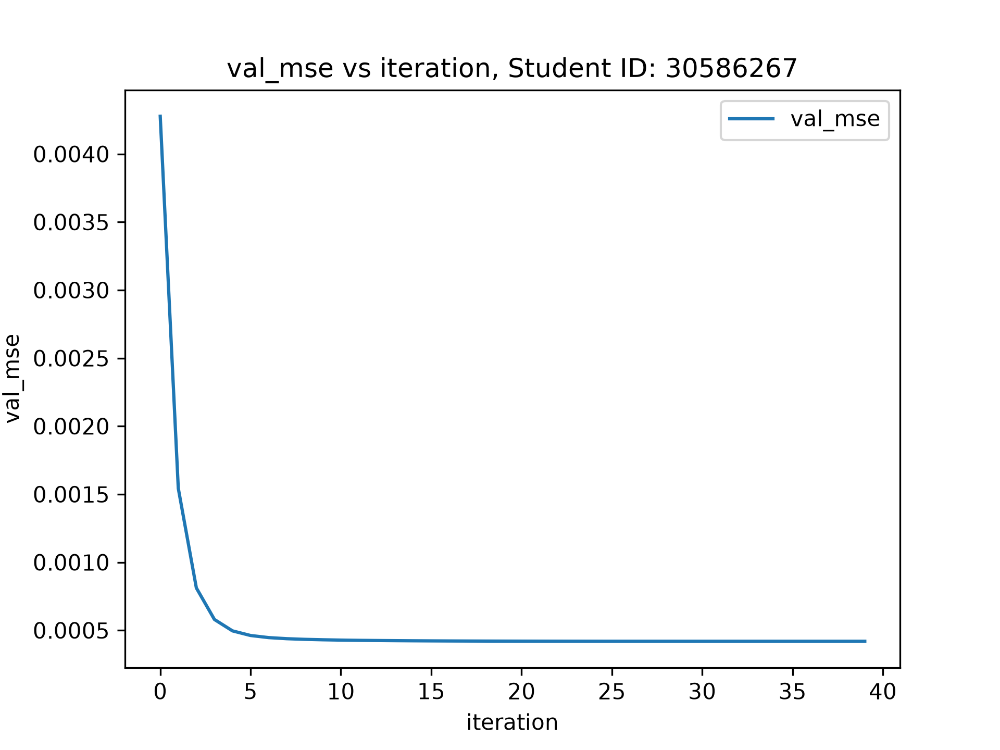 val_mse vs iteration, Student ID: 30586267
val_mse
0.0040
0.0035
0.0030
0.0025
0.0020
0.0015
0.0010
0.0005
val_mse
0 5 10 15 20 25 30 35 40
iteration